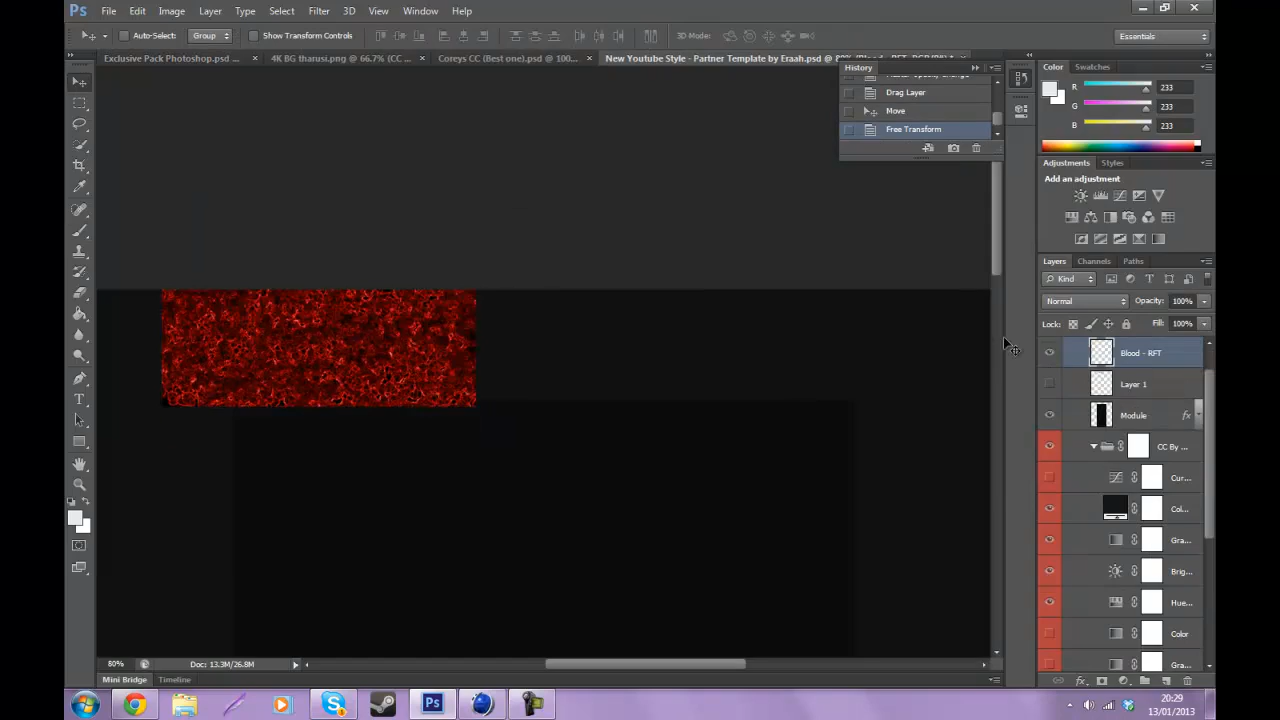 Ps File Edit Image Layer Type Select Filter 3D View Window Help
Auto-Select: Group Show Transform Controls 3D-Mode: Essentials
Exclusive Pack Photoshop.psd ... × 4K BG tharusi.png @ 66.7% (CC ... × Coreys CC (Best one).psd @ 100... × New Youtube Style - Partner Template by Eraah.psd @ 80% (Blood - RFT, RGB/8) * ×
History
Drag Layer
Move
Free Transform
Color Swatches
R 233
G 233
B 233
Adjustments Styles
Add an adjustment
Layers Channels Paths
Kind
Normal Opacity: 100%
Lock: Fill: 100%
Blood - RFT
Layer 1
Module fx
CC By ...
Cur...
Col...
Gra...
Brig...
Hue...
Color
Gra...
80% Doc: 13.3M/26.8M
Mini Bridge Timeline
fx
Ps
20:29
13/01/2013